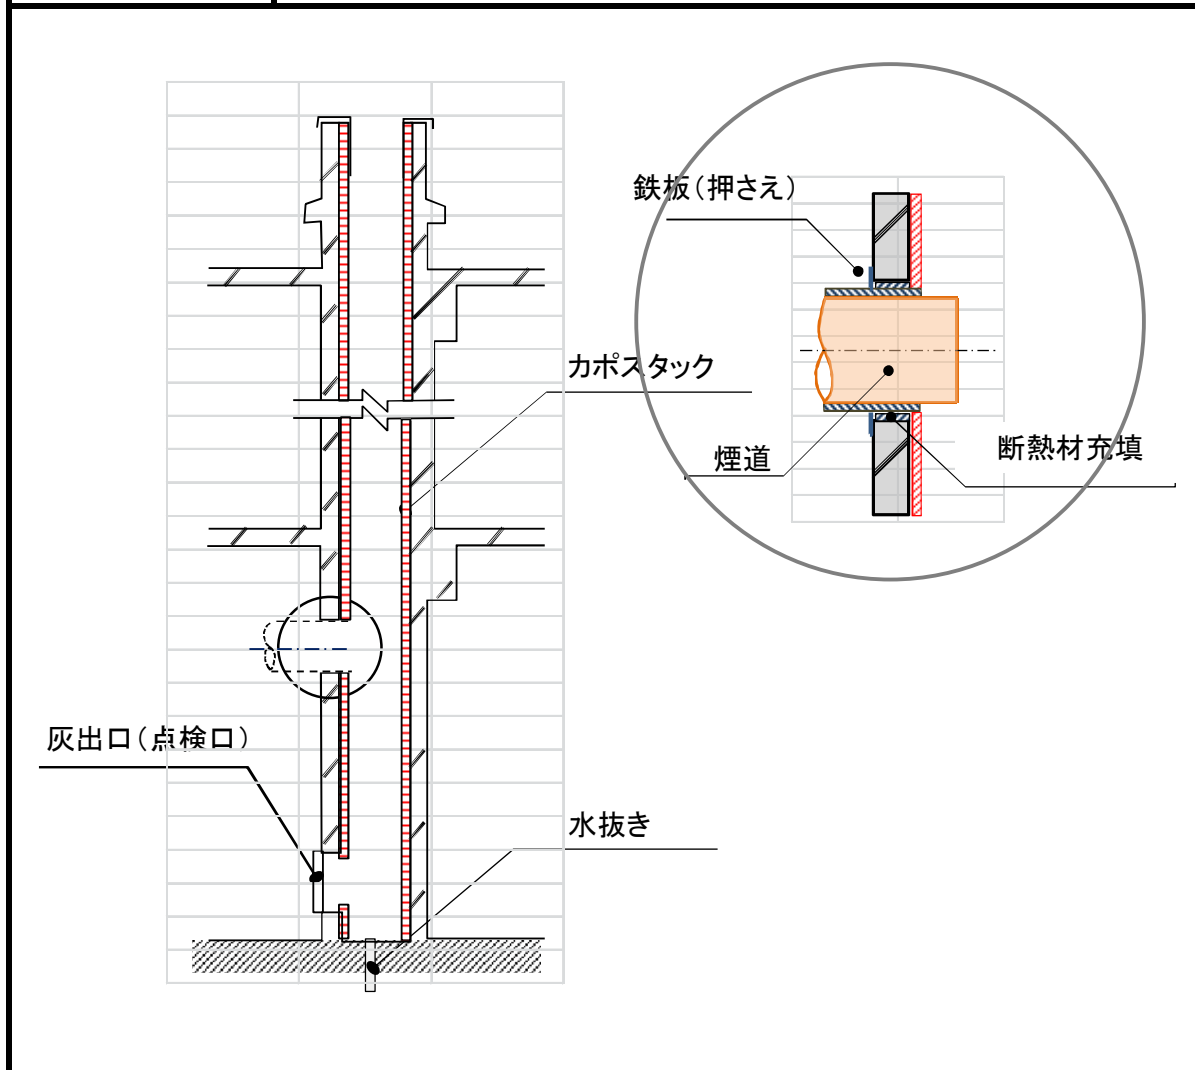 鉄板(押さえ)
カポスタック
煙道
断熱材充填
灰出口(点検口)
水抜き